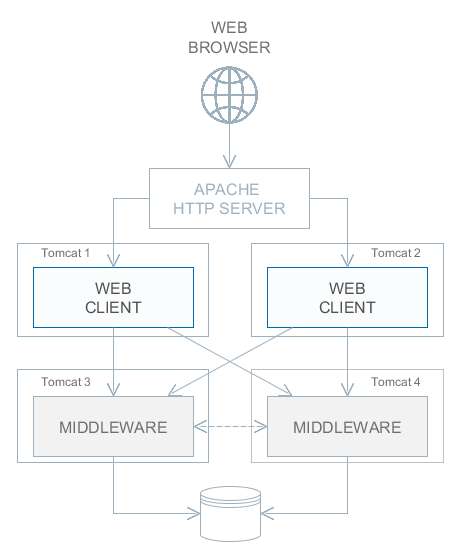 WEB
BROWSER
APACHE
HTTP SERVER
Tomcat 1
WEB
CLIENT
Tomcat 2
WEB
CLIENT
Tomcat 3
MIDDLEWARE
Tomcat 4
MIDDLEWARE